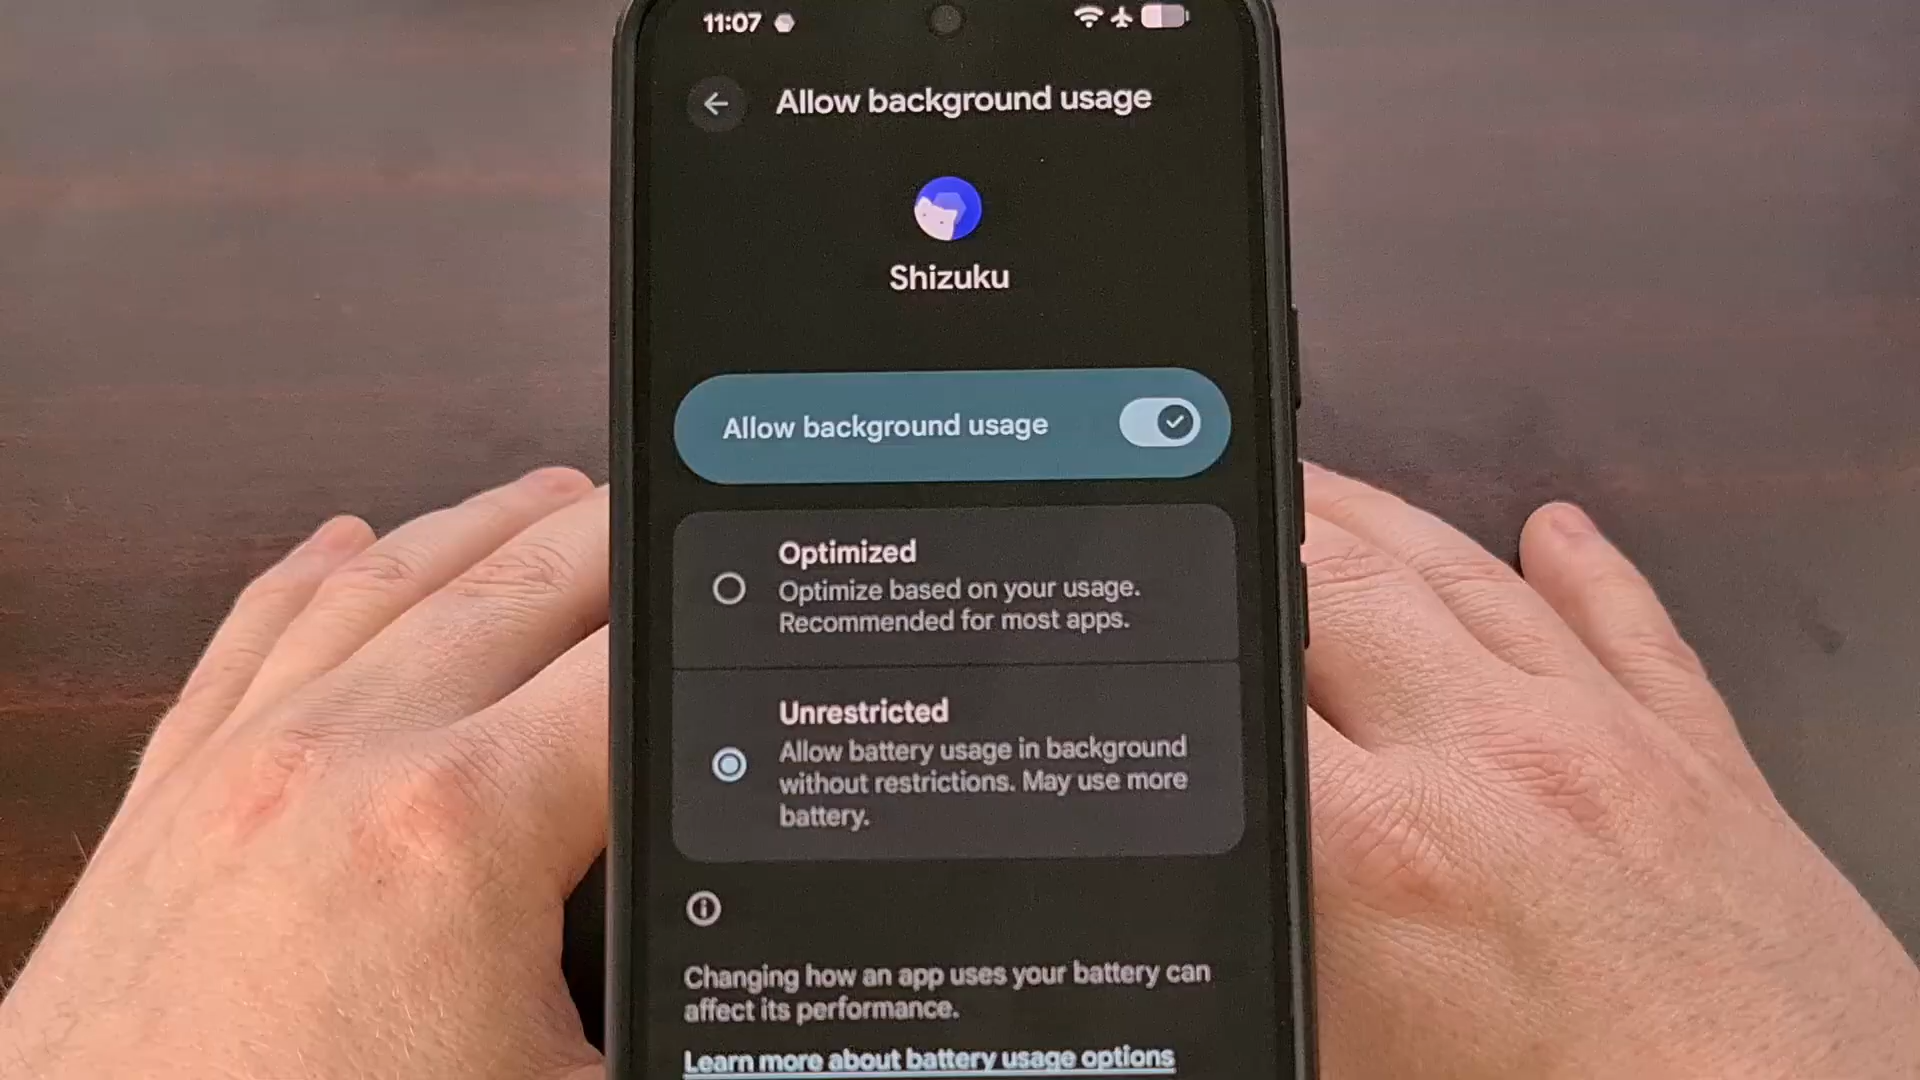 11:07
Allow background usage
Shizuku
Allow background usage
Optimized
Optimize based on your usage.
Recommended for most apps.
Unrestricted
Allow battery usage in background
without restrictions. May use more
battery.
Changing how an app uses your battery can
affect its performance.
Learn more about battery usage options